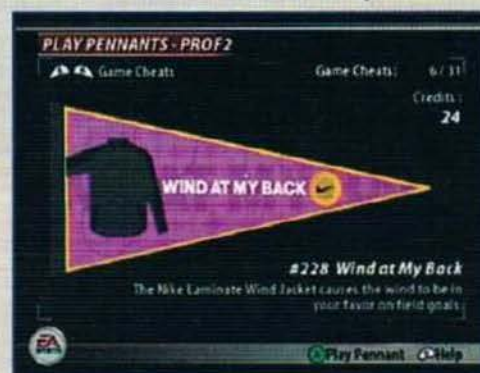 PLAY PENNANTS - PROF2
Game Cheats
Game Cheats: 6 / 31
Credits:
24
WIND AT MY BACK
#228 Wind at My Back
The Nike Laminate Wind Jacket causes the wind to be in
your favor on field goals.
EA
SPORTS
A Play Pennant Help